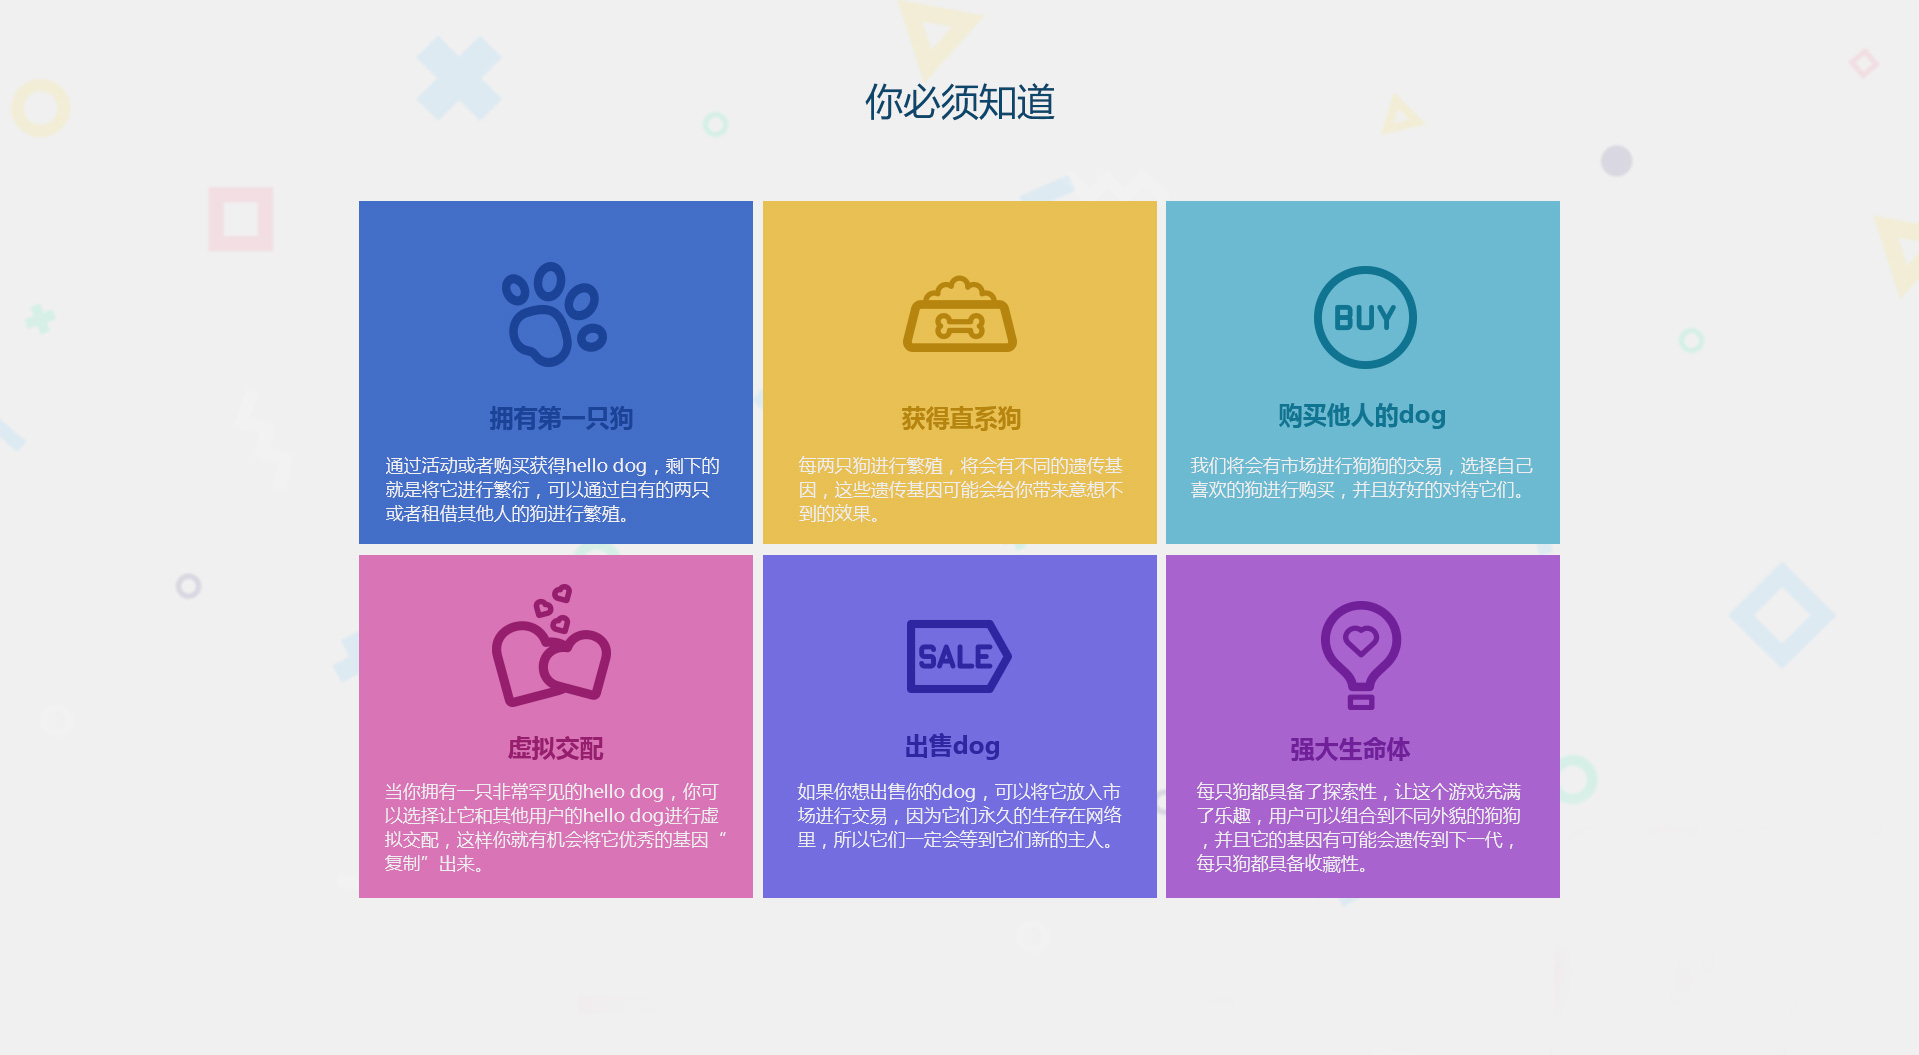 你必须知道
拥有第一只狗
通过活动或者购买获得hello dog，剩下的
就是将它进行繁衍，可以通过自有的两只
或者租借其他人的狗进行繁殖。
获得直系狗
每两只狗进行繁殖，将会有不同的遗传基
因，这些遗传基因可能会给你带来意想不
到的效果。
BUY
购买他人的dog
我们将会有市场进行狗狗的交易，选择自己
喜欢的狗进行购买，并且好好的对待它们。
虚拟交配
当你拥有一只非常罕见的hello dog，你可
以选择让它和其他用户的hello dog进行虚
拟交配，这样你就有机会将它优秀的基因“
复制”出来。
SALE
出售dog
如果你想出售你的dog，可以将它放入市
场进行交易，因为它们永久的生存在网络
里，所以它们一定会等到它们新的主人。
强大生命体
每只狗都具备了探索性，让这个游戏充满
了乐趣，用户可以组合到不同外貌的狗狗
，并且它的基因有可能会遗传到下一代，
每只狗都具备收藏性。